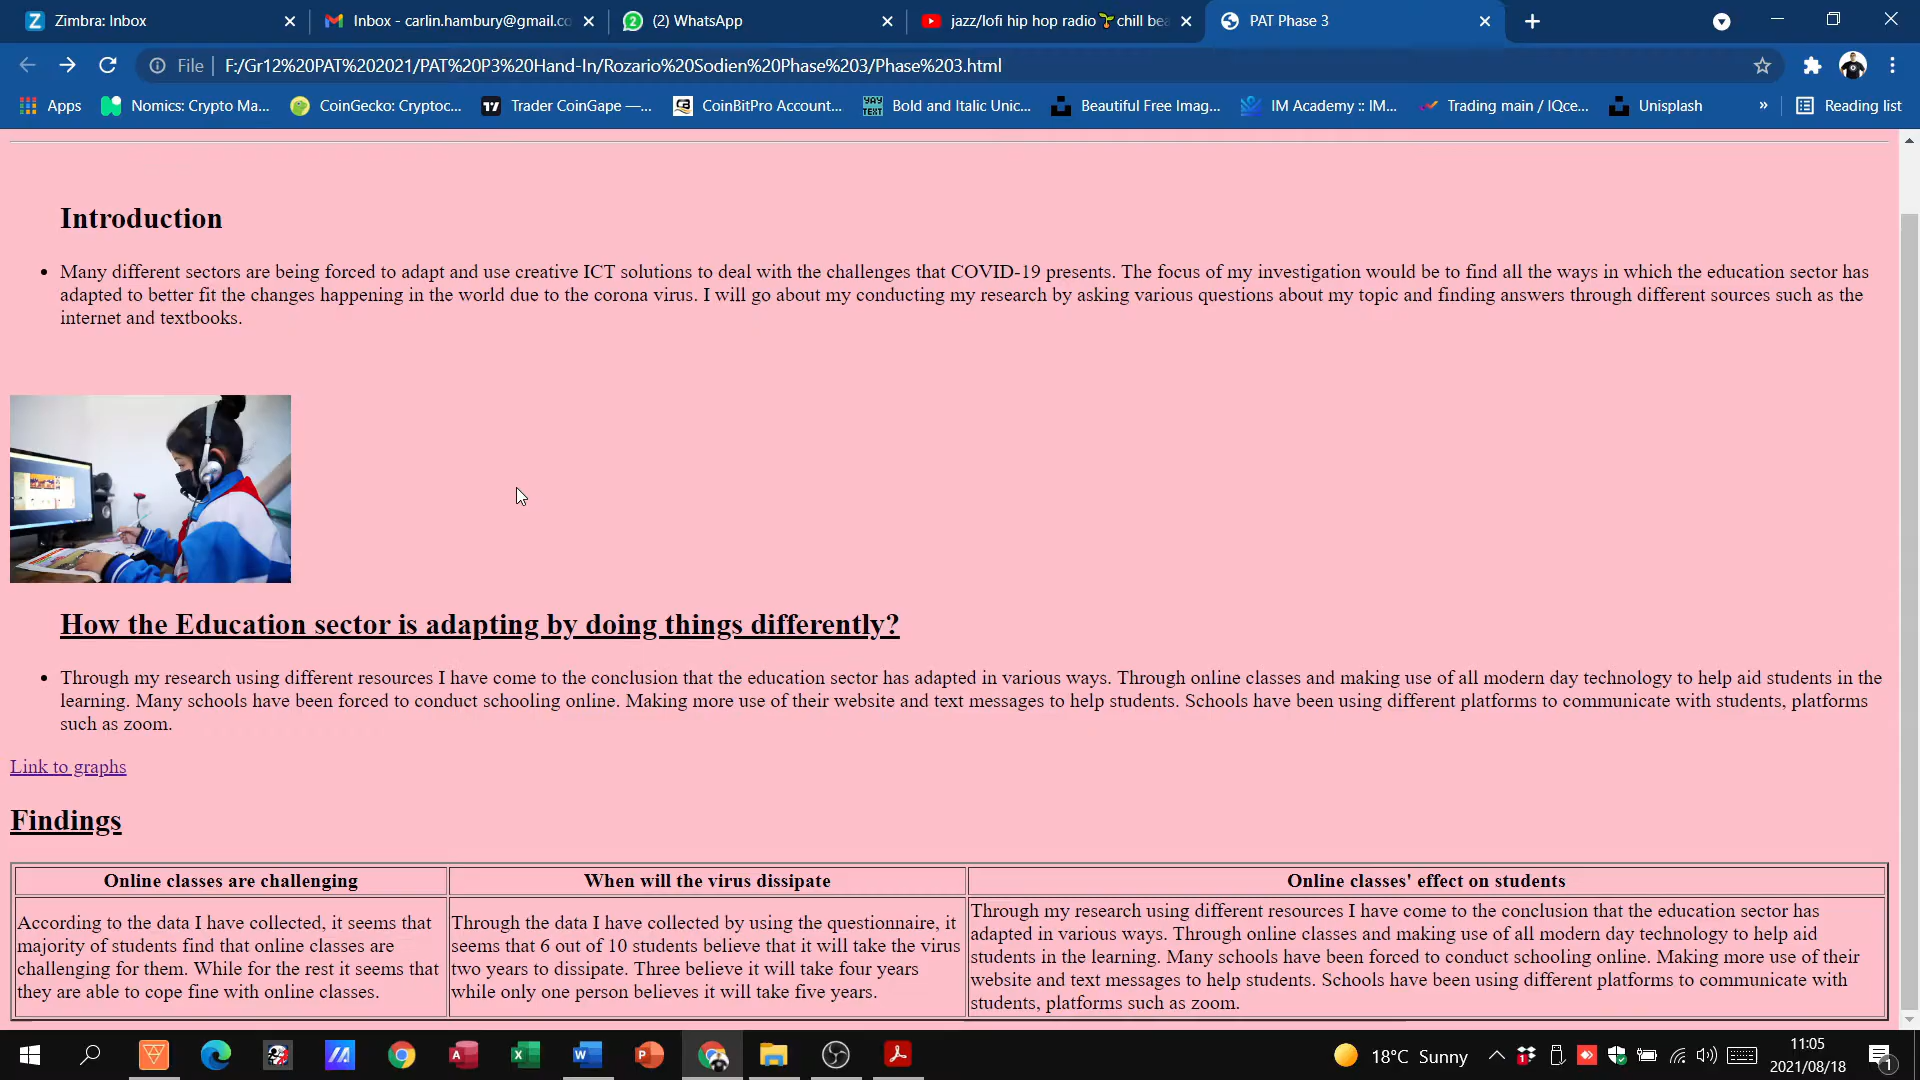 Zimbra: Inbox
Inbox - carlin.hambury@gmail.co
(2) WhatsApp
jazz/lofi hip hop radio🌱chill bea
PAT Phase 3
File
F:/Gr12%20PAT%202021/PAT%20P3%20Hand-In/Rozario%20Sodien%20Phase%203/Phase%203.html
Apps
Nomics: Crypto Ma...
CoinGecko: Cryptoc...
Trader CoinGape —...
CoinBitPro Account...
Bold and Italic Unic...
Beautiful Free Imag...
IM Academy :: IM...
Trading main / IQce...
Unisplash
»
Reading list
Introduction
Many different sectors are being forced to adapt and use creative ICT solutions to deal with the challenges that COVID-19 presents. The focus of my investigation would be to find all the ways in which the education sector has
adapted to better fit the changes happening in the world due to the corona virus. I will go about my conducting my research by asking various questions about my topic and finding answers through different sources such as the
internet and textbooks.
How the Education sector is adapting by doing things differently?
Through my research using different resources I have come to the conclusion that the education sector has adapted in various ways. Through online classes and making use of all modern day technology to help aid students in the
learning. Many schools have been forced to conduct schooling online. Making more use of their website and text messages to help students. Schools have been using different platforms to communicate with students, platforms
such as zoom.
Link to graphs
Findings
Online classes are challenging
When will the virus dissipate
Online classes' effect on students
According to the data I have collected, it seems that
majority of students find that online classes are
challenging for them. While for the rest it seems that
they are able to cope fine with online classes.
Through the data I have collected by using the questionnaire, it
seems that 6 out of 10 students believe that it will take the virus
two years to dissipate. Three believe it will take four years
while only one person believes it will take five years.
Through my research using different resources I have come to the conclusion that the education sector has
adapted in various ways. Through online classes and making use of all modern day technology to help aid
students in the learning. Many schools have been forced to conduct schooling online. Making more use of their
website and text messages to help students. Schools have been using different platforms to communicate with
students, platforms such as zoom.
18°C Sunny
11:05
2021/08/18
1